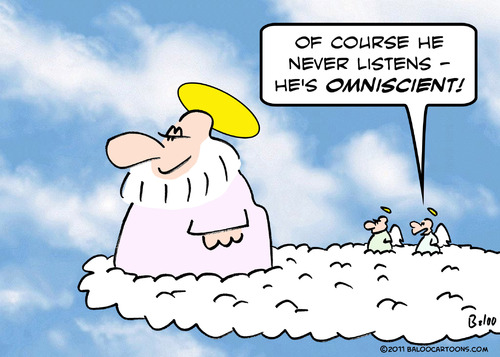 OF COURSE HE
NEVER LISTENS –
HE'S OMNISCIENT!
Baloo
©2011 BALOOCARTOONS.COM